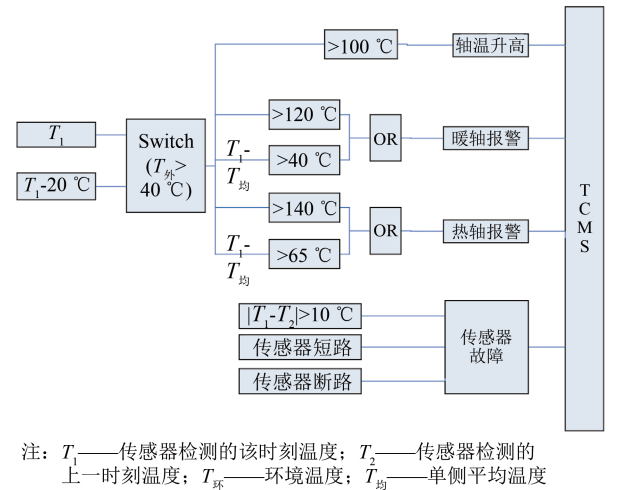 >100 ℃
轴温升高
T1
T1-20 ℃
Switch
(T外>
40 ℃)
>120 ℃
T1-
T均
>40 ℃
OR
暖轴报警
>140 ℃
T1-
T均
>65 ℃
OR
热轴报警
|T1-T2|>10 ℃
传感器短路
传感器断路
传感器
故障
T
C
M
S
注：T1——传感器检测的该时刻温度；T2——传感器检测的
上一时刻温度；T环——环境温度；T均——单侧平均温度